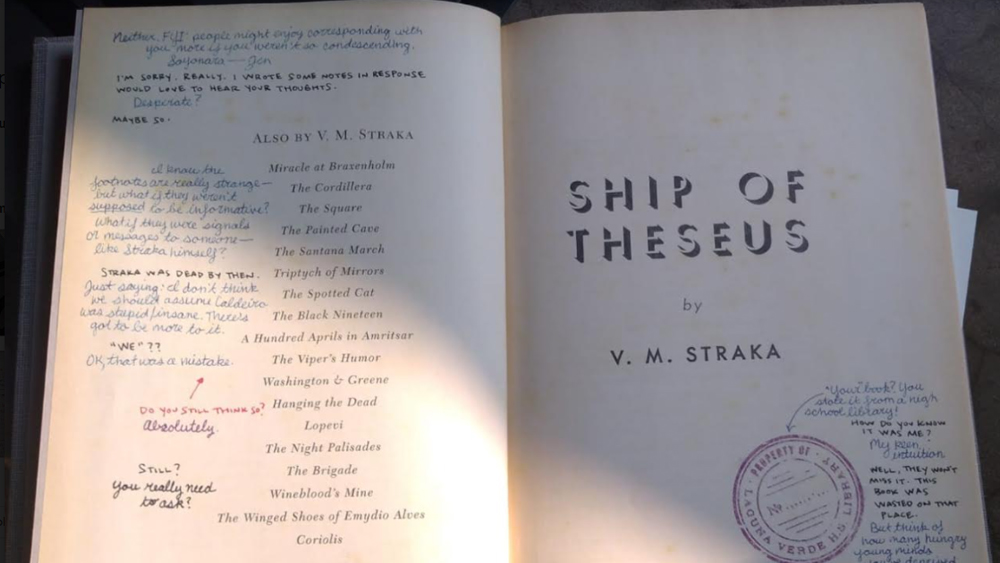 Neither. FYI people might enjoy corresponding with
you more if you weren't so condescending.
Sayonara — Jen
I'M SORRY. REALLY. I WROTE SOME NOTES IN RESPONSE
WOULD LOVE TO HEAR YOUR THOUGHTS.
Desperate?
MAYBE SO.
ALSO BY V. M. STRAKA
Miracle at Braxenholm
The Cordillera
The Square
The Painted Cave
The Santana March
Triptych of Mirrors
The Spotted Cat
The Black Nineteen
A Hundred Aprils in Amritsar
The Viper's Humor
Washington & Greene
Hanging the Dead
Lopevi
The Night Palisades
The Brigade
Wineblood's Mine
The Winged Shoes of Emydio Alves
Coriolis
I know the
footnotes are really strange—
but what if they weren't
supposed to be informative?
What if they were signals
or messages to someone—
like Straka himself?
STRAKA WAS DEAD BY THEN.
Just saying: I don't think
we should assume Caldeira
was stupid/insane. There's
got to be more to it.
"WE"??
OK, that was a mistake.
DO YOU STILL THINK SO?
Absolutely.
STILL?
You really need
to ask?
SHIP OF
THESEUS
by
V. M. STRAKA
"Your" book? You
stole it from a high
school library!
HOW DO YOU KNOW
IT WAS ME?
My keen
intuition
WELL, THEY WON'T
MISS IT. THIS
BOOK WAS
WASTED ON THAT
PLACE.
But think of
how many hungry
young minds
you've deprived
PROPERTY OF
LAGUNA VERDE H.S. LIBRARY
No